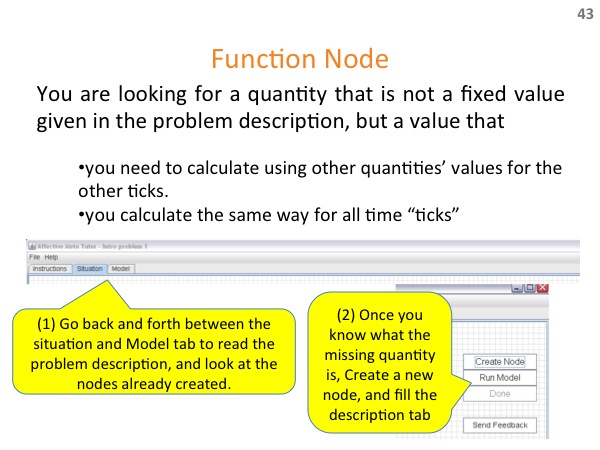 43
Function Node
You are looking for a quantity that is not a fixed value
given in the problem description, but a value that
•you need to calculate using other quantities’ values for the
other ticks.
•you calculate the same way for all time “ticks”
Affective Meta Tutor - Intro problem 1
File Help
Instructions Situation Model
(1) Go back and forth between the
situation and Model tab to read the
problem description, and look at the
nodes already created.
(2) Once you
know what the
missing quantity
is, Create a new
node, and fill the
description tab
Create Node
Run Model
Done
Send Feedback